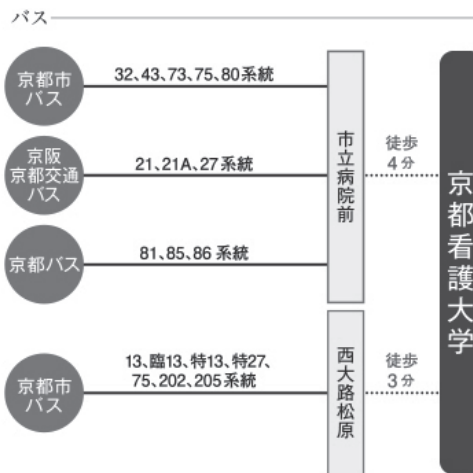 バス
京都市
バス
32、43、73、75、80系統
京阪
京都交通
バス
21、21A、27系統
京都バス
81、85、86 系統
市立病院前
徒歩
4分
京都市
バス
13、臨13、特13、特27、
75、202、205系統
西大路松原
徒歩
3分
京都看護大学